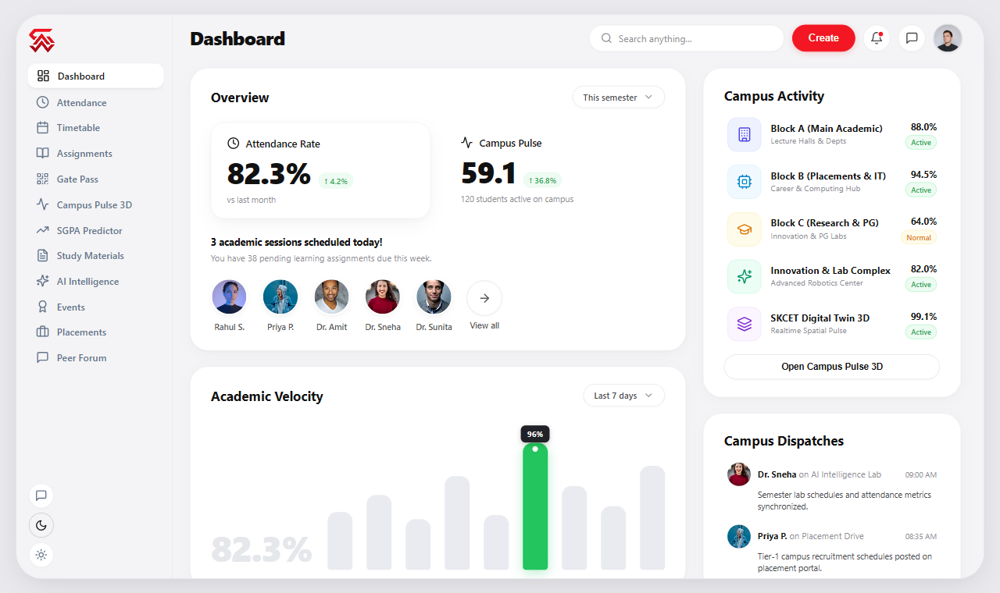 Dashboard
Search anything...
Create
Dashboard
Attendance
Timetable
Assignments
Gate Pass
Campus Pulse 3D
SGPA Predictor
Study Materials
AI Intelligence
Events
Placements
Peer Forum
Overview
This semester
Attendance Rate
82.3%
↑ 4.2%
vs last month
Campus Pulse
59.1
↑ 36.8%
120 students active on campus
3 academic sessions scheduled today!
You have 38 pending learning assignments due this week.
Rahul S.
Priya P.
Dr. Amit
Dr. Sneha
Dr. Sunita
View all
Academic Velocity
Last 7 days
96%
82.3%
Campus Activity
Block A (Main Academic)
Lecture Halls & Depts
88.0%
Active
Block B (Placements & IT)
Career & Computing Hub
94.5%
Active
Block C (Research & PG)
Innovation & PG Labs
64.0%
Normal
Innovation & Lab Complex
Advanced Robotics Center
82.0%
Active
SKCET Digital Twin 3D
Realtime Spatial Pulse
99.1%
Active
Open Campus Pulse 3D
Campus Dispatches
Dr. Sneha on AI Intelligence Lab
09:00 AM
Semester lab schedules and attendance metrics
synchronized.
Priya P. on Placement Drive
08:35 AM
Tier-1 campus recruitment schedules posted on
placement portal.